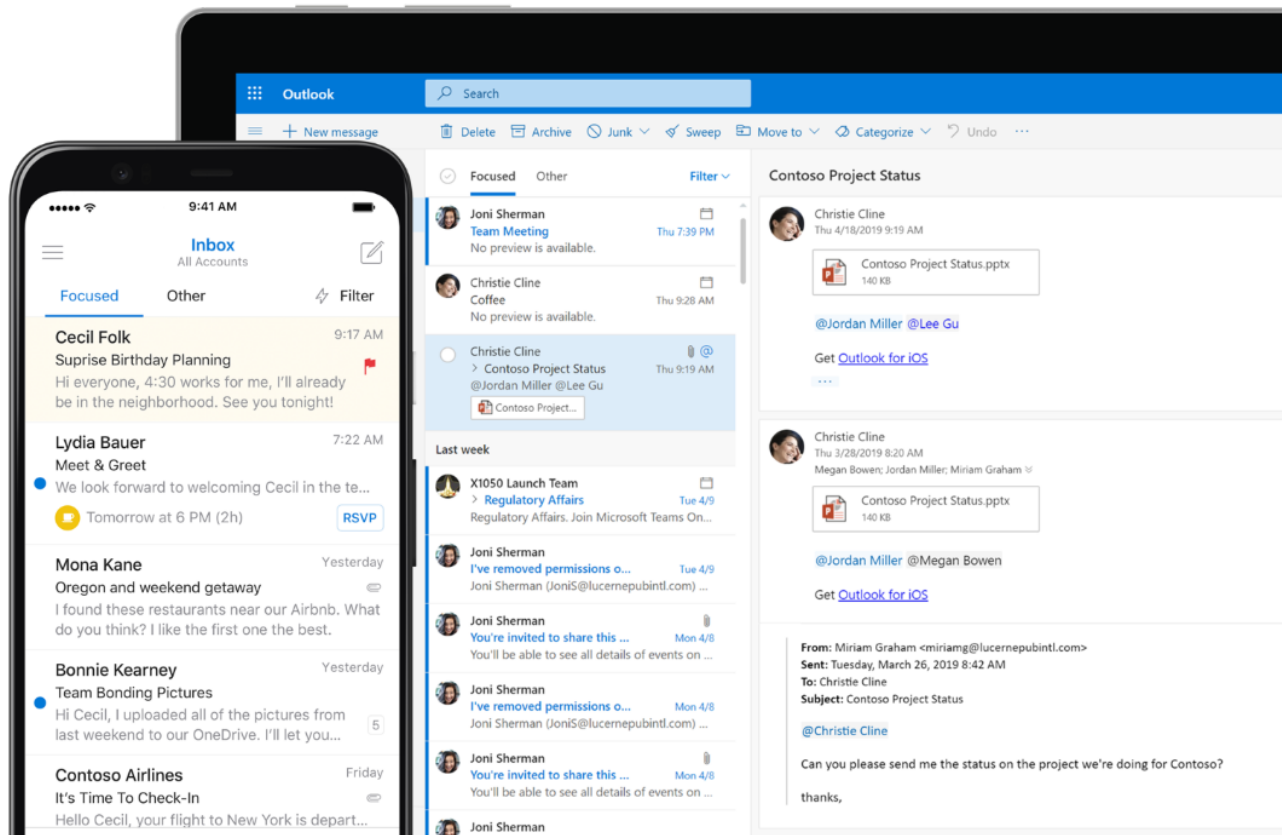 Outlook
Search
New message
Delete
Archive
Junk
Sweep
Move to
Categorize
Undo
Focused
Other
Filter
Joni Sherman
Team Meeting
Thu 7:39 PM
No preview is available.
Christie Cline
Coffee
Thu 9:28 AM
No preview is available.
Christie Cline
@
> Contoso Project Status
Thu 9:19 AM
@Jordan Miller @Lee Gu
Contoso Project...
Last week
X1050 Launch Team
> Regulatory Affairs
Tue 4/9
Regulatory Affairs. Join Microsoft Teams On...
Joni Sherman
I've removed permissions o...
Tue 4/9
Joni Sherman (JoniS@lucernepubintl.com) ...
Joni Sherman
You're invited to share this ...
Mon 4/8
You'll be able to see all details of events on ...
Joni Sherman
I've removed permissions o...
Mon 4/8
Joni Sherman (JoniS@lucernepubintl.com) ...
Joni Sherman
You're invited to share this ...
Mon 4/8
You'll be able to see all details of events on ...
Joni Sherman
Contoso Project Status
Christie Cline
Thu 4/18/2019 9:19 AM
Contoso Project Status.pptx
140 KB
@Jordan Miller @Lee Gu
Get Outlook for iOS
...
Christie Cline
Thu 3/28/2019 8:20 AM
Megan Bowen; Jordan Miller; Miriam Graham
Contoso Project Status.pptx
140 KB
@Jordan Miller @Megan Bowen
Get Outlook for iOS
From: Miriam Graham <miriamg@lucernepubintl.com>
Sent: Tuesday, March 26, 2019 8:42 AM
To: Christie Cline
Subject: Contoso Project Status
@Christie Cline
Can you please send me the status on the project we're doing for Contoso?
thanks,
9:41 AM
Inbox
All Accounts
Focused
Other
Filter
Cecil Folk
9:17 AM
Suprise Birthday Planning
Hi everyone, 4:30 works for me, I'll already
be in the neighborhood. See you tonight!
Lydia Bauer
7:22 AM
Meet & Greet
We look forward to welcoming Cecil in the te...
Tomorrow at 6 PM (2h)
RSVP
Mona Kane
Yesterday
Oregon and weekend getaway
I found these restaurants near our Airbnb. What
do you think? I like the first one the best.
Bonnie Kearney
Yesterday
Team Bonding Pictures
Hi Cecil, I uploaded all of the pictures from
last weekend to our OneDrive. I'll let you...
5
Contoso Airlines
Friday
It's Time To Check-In
Hello Cecil, your flight to New York is depart...